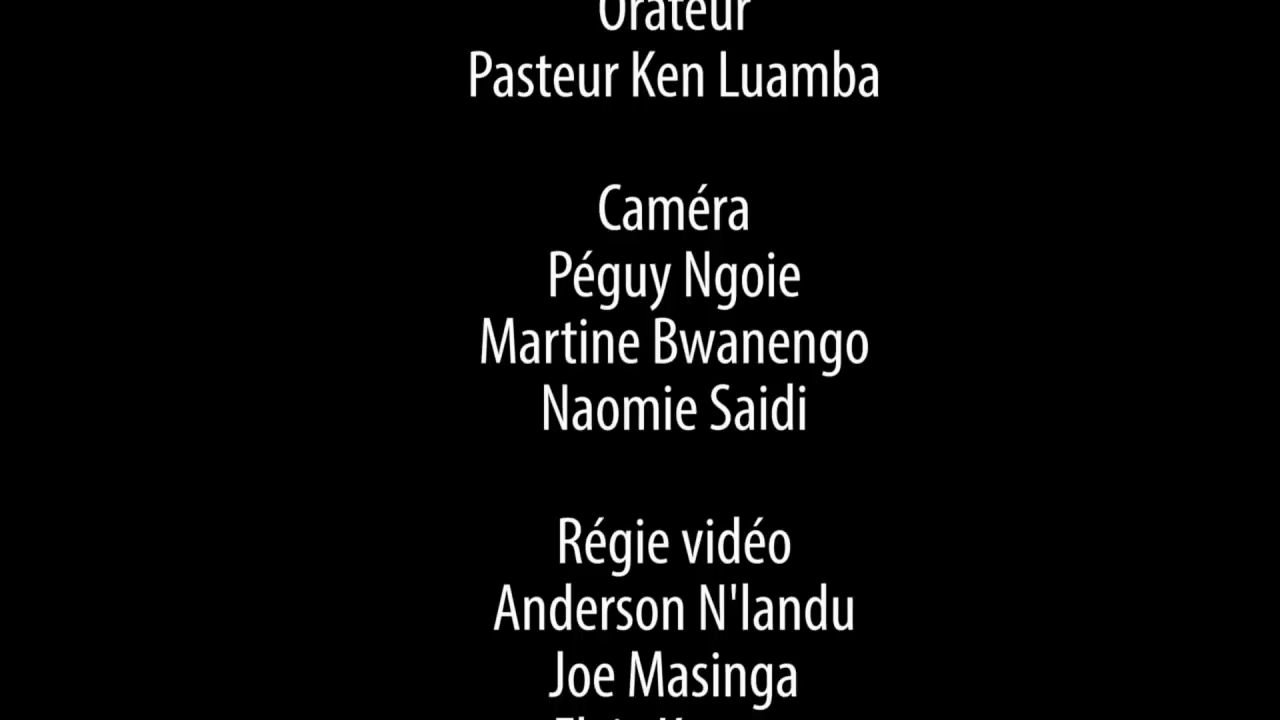 Orateur
Pasteur Ken Luamba
Caméra
Péguy Ngoie
Martine Bwanengo
Naomie Saidi
Régie vidéo
Anderson N'landu
Joe Masinga